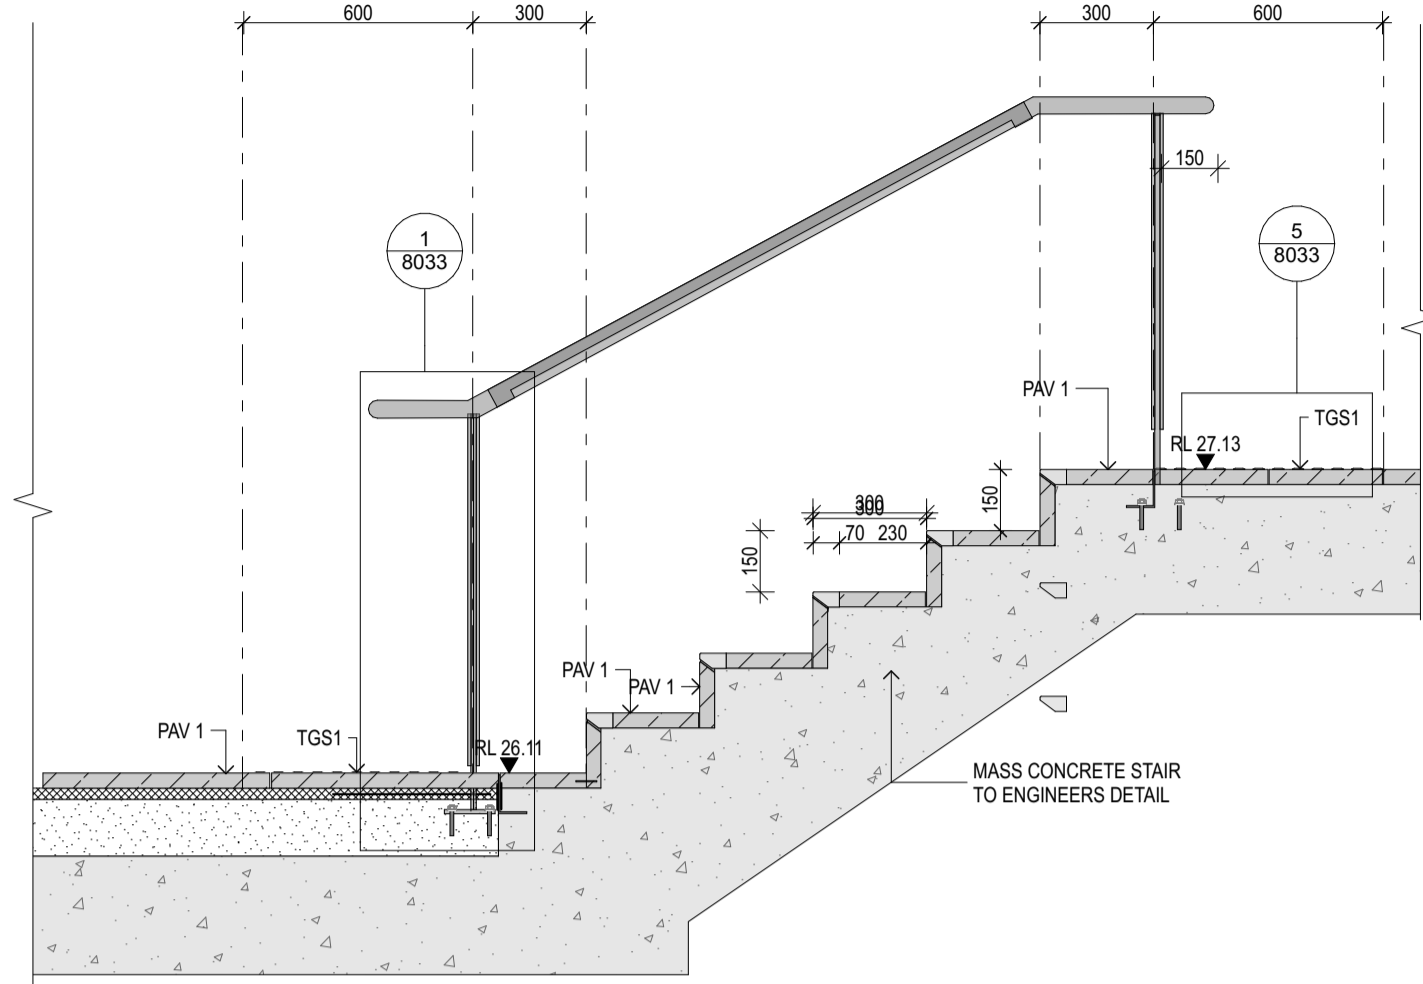 600
300
300
600
150
1
8033
5
8033
PAV 1
TGS1
RL 27.13
150
300
300
70
230
150
PAV 1
PAV 1
PAV 1
TGS1
RL 26.11
MASS CONCRETE STAIR
TO ENGINEERS DETAIL